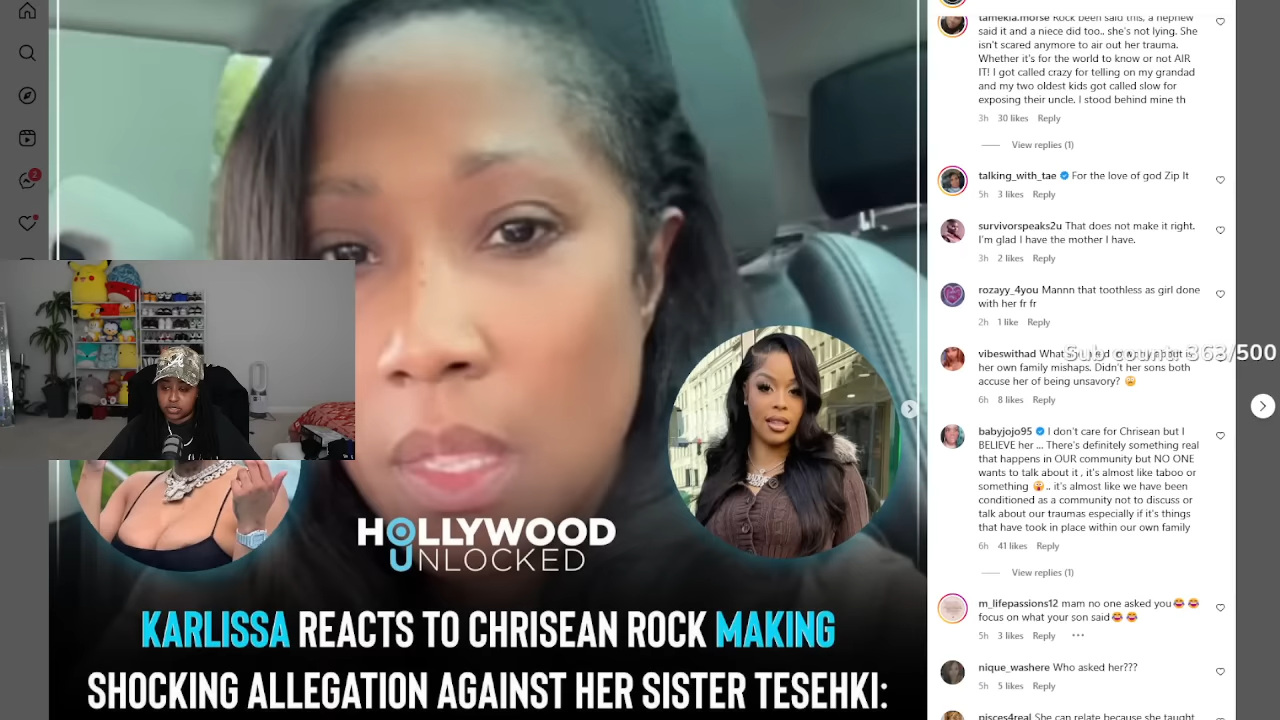 tamekia.morse Rock been said this, a nephew
said it and a niece did too.. she's not lying. She
isn't scared anymore to air out her trauma.
Whether it's for the world to know or not AIR
IT! I got called crazy for telling on my grandad
and my two oldest kids got called slow for
exposing their uncle. I stood behind mine th
3h 30 likes Reply
View replies (1)
2
talking_with_tae For the love of god Zip It
5h 3 likes Reply
survivorspeaks2u That does not make it right.
I'm glad I have the mother I have.
3h 2 likes Reply
rozayy_4you Mannn that toothless as girl done
with her fr fr
2h 1 like Reply
Sub count: 363/500
vibeswithad
her own family mishaps. Didn't her sons both
accuse her of being unsavory? 😩
6h 8 likes Reply
babyjojo95 I don't care for Chrisean but I
BELIEVE her ... There's definitely something real
that happens in OUR community but NO ONE
wants to talk about it , it's almost like taboo or
something 😩.. it's almost like we have been
conditioned as a community not to discuss or
talk about our traumas especially if it's things
that have took in place within our own family
6h 41 likes Reply
View replies (1)
m_lifepassions12 mam no one asked you😂😂
focus on what your son said😂😂
5h 3 likes Reply
nique_washere Who asked her???
5h 5 likes Reply
pisces4real She can relate because she taught
HOLLYWOOD
UNLOCKED
KARLISSA REACTS TO CHRISEAN ROCK MAKING
SHOCKING ALLEGATION AGAINST HER SISTER TESEHKI: